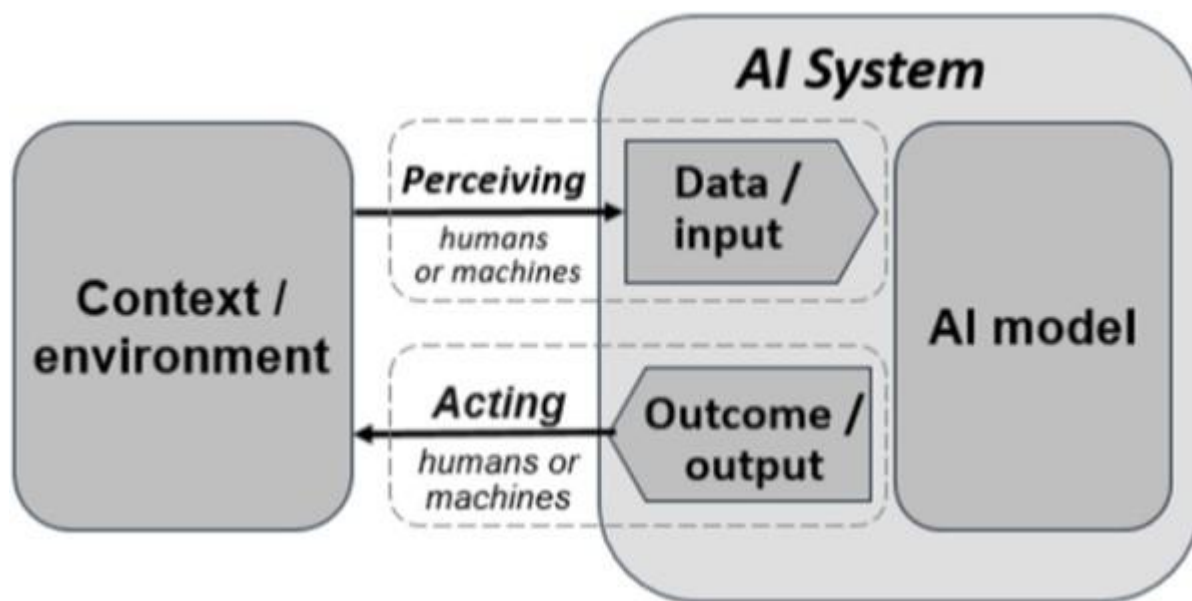 AI System
Context /
environment
Perceiving
humans
or machines
Data /
input
AI model
Acting
humans or
machines
Outcome /
output